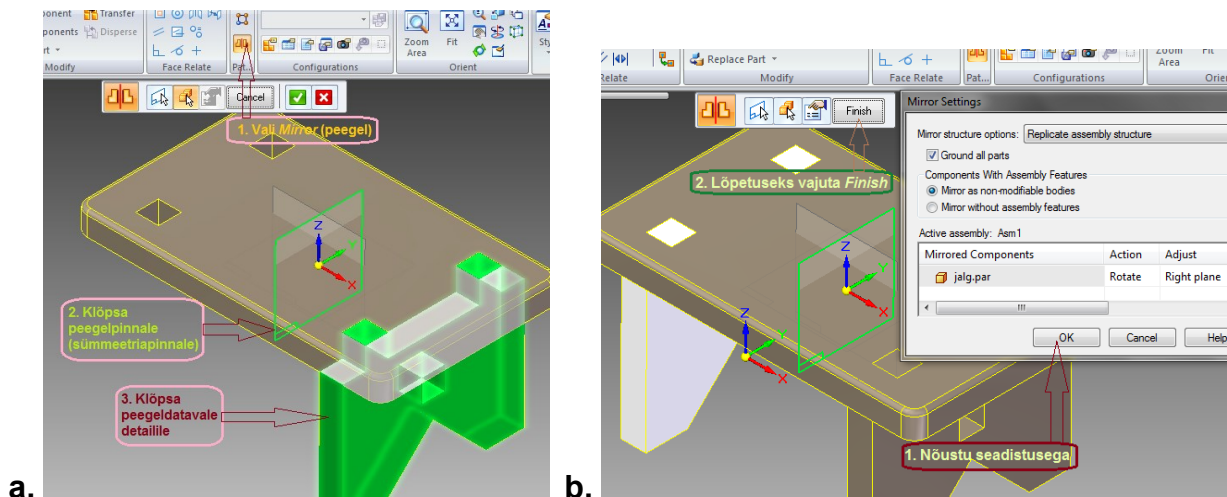 ponent
Transfer
ponents
Disperse
rt
Modify
Face Relate
Pat...
Configurations
Zoom
Area
Fit
Orient
Sty
Cancel
1. Vali Mirror (peegel)
Z
Y
X
2. Klõpsa
peegelpinnale
(sümmeetriapinnale)
3. Klõpsa
peegeldatavale
detailile
a.
Replace Part
Relate
Modify
Face Relate
Pat...
Configurations
Zoom
Area
Fit
Orien
Finish
2. Lõpetuseks vajuta Finish
Mirror Settings
Mirror structure options:
Replicate assembly structure
Ground all parts
Components With Assembly Features
Mirror as non-modifiable bodies
Mirror without assembly features
Active assembly: Asm1
Mirrored Components
Action
Adjust
jalg.par
Rotate
Right plane
OK
Cancel
Help
Z
Y
X
Z
X
1. Nõustu seadistusega
b.